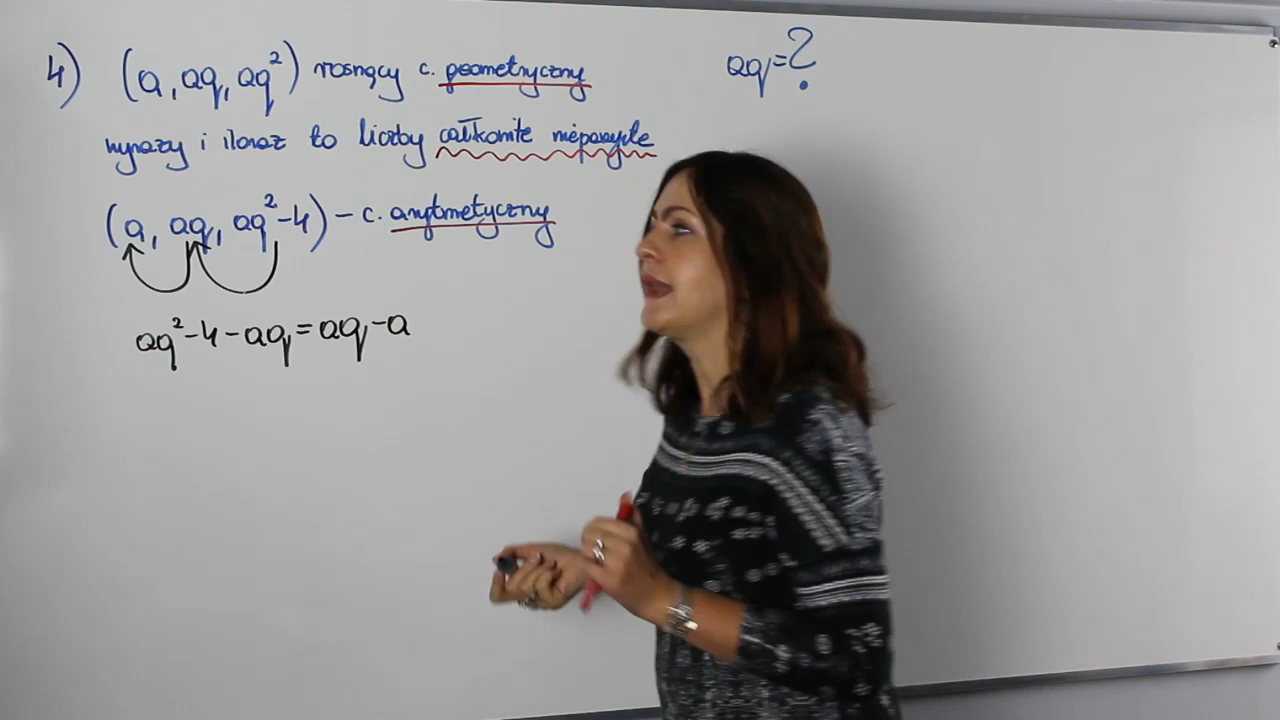 4) (a, aq, aq²) rosnący c. geometryczny
aq=?
wyrazy i iloraz to liczby całkowite nieparzyste
(a, aq, aq²-4) - c. arytmetyczny
aq²-4-aq=aq-a